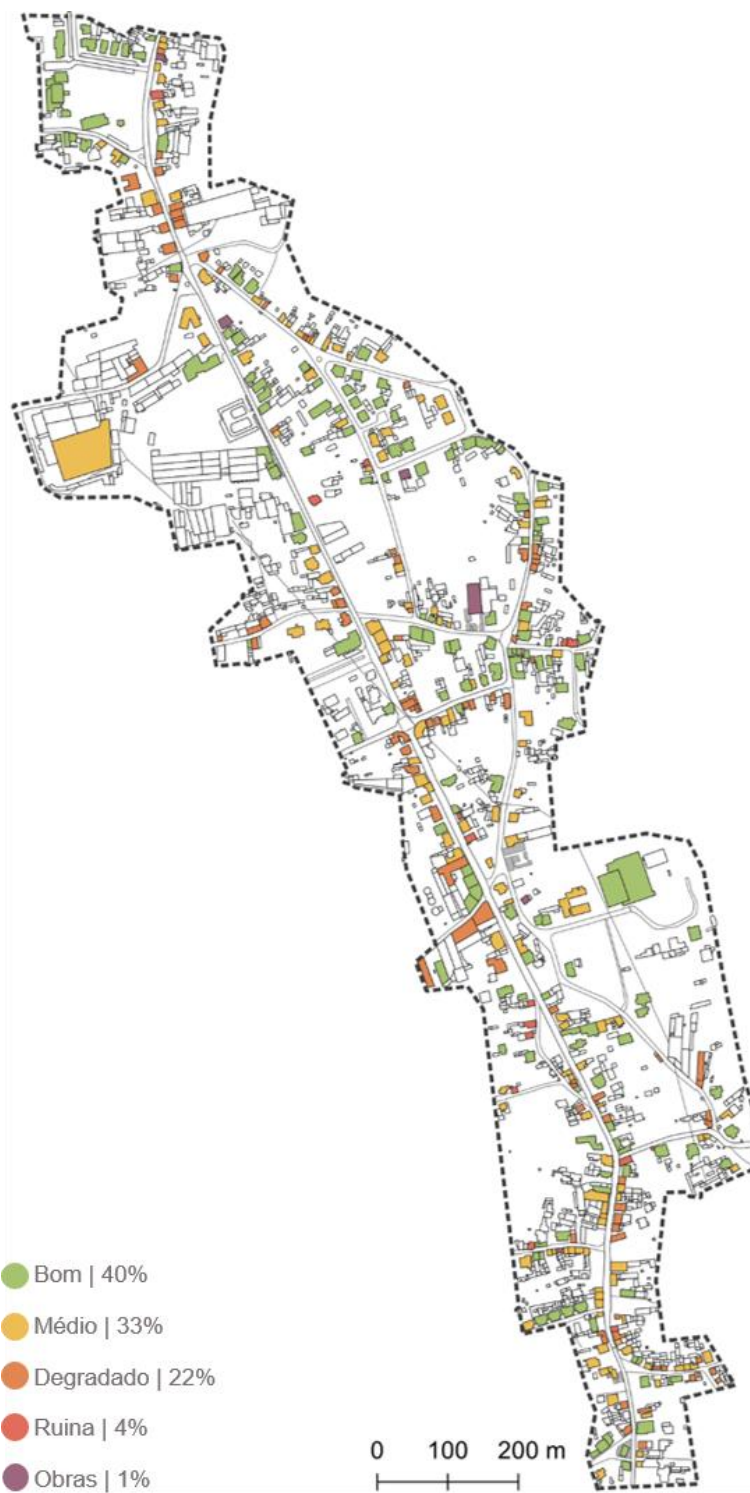 Bom | 40%
Médio | 33%
Degradado | 22%
Ruina | 4%
Obras | 1%
0 100 200 m